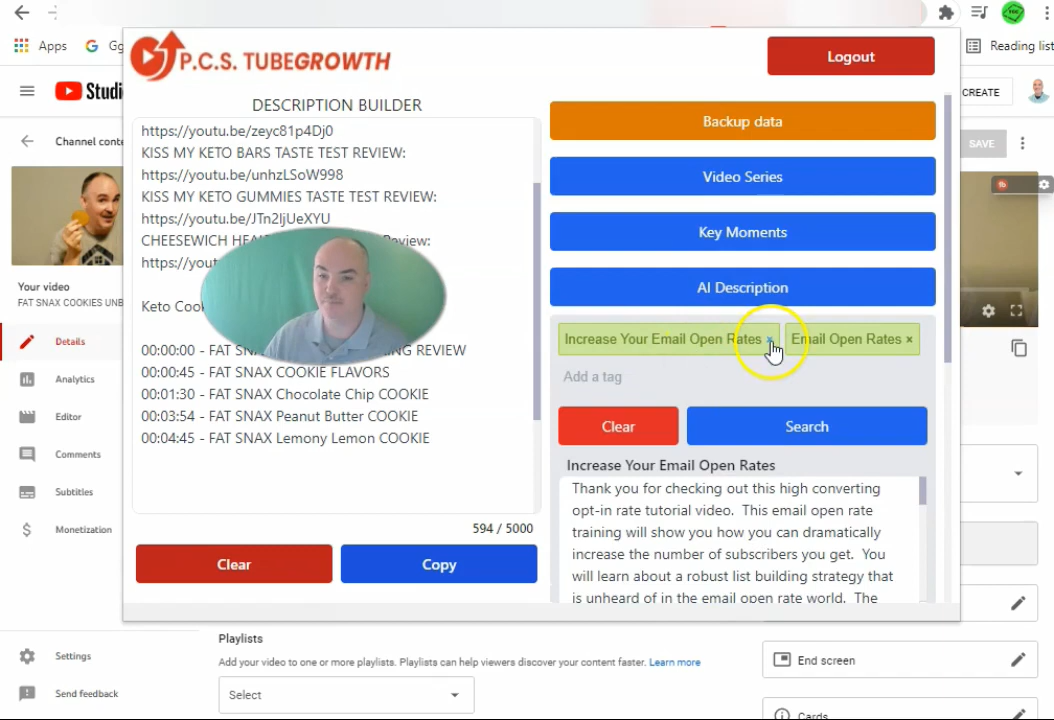 Apps
G
Reading list
Studi
CREATE
P.C.S. TUBEGROWTH
Logout
Channel conte
SAVE
Your video
FAT SNAX COOKIES UNB
Details
Analytics
Editor
Comments
Subtitles
Monetization
Settings
Send feedback
DESCRIPTION BUILDER
https://youtu.be/zeyc81p4Dj0
KISS MY KETO BARS TASTE TEST REVIEW:
https://youtu.be/unhzLSoW998
KISS MY KETO GUMMIES TASTE TEST REVIEW:
https://youtu.be/JTn2ljUeXYU
CHEESEWICH HEA
Review:
https://yout
Keto Cook
00:00:00 - FAT SNA
NG REVIEW
00:00:45 - FAT SNAX COOKIE FLAVORS
00:01:30 - FAT SNAX Chocolate Chip COOKIE
00:03:54 - FAT SNAX Peanut Butter COOKIE
00:04:45 - FAT SNAX Lemony Lemon COOKIE
594 / 5000
Clear
Copy
Backup data
Video Series
Key Moments
AI Description
Increase Your Email Open Rates ×
Email Open Rates ×
Add a tag
Clear
Search
Increase Your Email Open Rates
Thank you for checking out this high converting
opt-in rate tutorial video. This email open rate
training will show you how you can dramatically
increase the number of subscribers you get. You
will learn about a robust list building strategy that
is unheard of in the email open rate world. The
Playlists
Add your video to one or more playlists. Playlists can help viewers discover your content faster. Learn more
Select
End screen
Cards